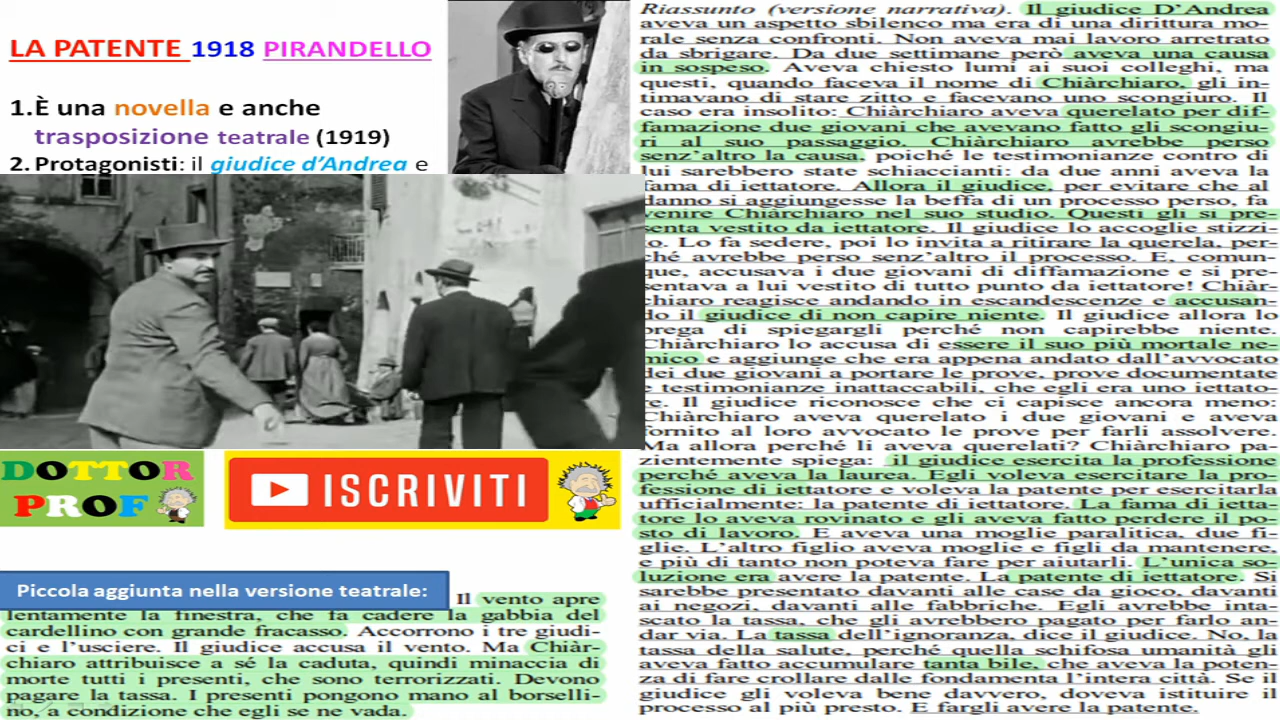 LA PATENTE 1918 PIRANDELLO
1.È una novella e anche
trasposizione teatrale (1919)
2. Protagonisti: il giudice d'Andrea e
DOTTOR
PROF
ISCRIVITI
Piccola aggiunta nella versione teatrale:
Il vento apre
lentamente la finestra, che fa cadere la gabbia del
cardellino con grande fracasso. Accorrono i tre giudi-
ci e l'usciere. Il giudice accusa il vento. Ma Chiàr-
chiaro attribuisce a sé la caduta, quindi minaccia di
morte tutti i presenti, che sono terrorizzati. Devono
pagare la tassa. I presenti pongono mano al borselli-
no, a condizione che egli se ne vada.
Riassunto (versione narrativa). Il giudice D'Andrea
aveva un aspetto sbilenco ma era di una dirittura mo-
rale senza confronti. Non aveva mai lavoro arretrato
da sbrigare. Da due settimane però aveva una causa
in sospeso. Aveva chiesto lumi ai suoi colleghi, ma
questi, quando faceva il nome di Chiàrchiaro, gli in-
timavano di stare zitto e facevano uno scongiuro. Il
caso era insolito: Chiàrchiaro aveva querelato per dif-
famazione due giovani che avevano fatto gli scongiu-
ri al suo passaggio. Chiàrchiaro avrebbe perso
senz'altro la causa, poiché le testimonianze contro di
lui sarebbero state schiaccianti: da due anni aveva la
fama di iettatore. Allora il giudice, per evitare che al
danno si aggiungesse la beffa di un processo perso, fa
venire Chiàrchiaro nel suo studio. Questi gli si pre-
senta vestito da iettatore. Il giudice lo accoglie stizzi-
to. Lo fa sedere, poi lo invita a ritirare la querela, per-
ché avrebbe perso senz'altro il processo. E, comun-
que, accusava i due giovani di diffamazione e si pre-
sentava a lui vestito di tutto punto da iettatore! Chiàr-
chiaro reagisce andando in escandescenze e accusan-
do il giudice di non capire niente. Il giudice allora lo
prega di spiegargli perché non capirebbe niente.
Chiàrchiaro lo accusa di essere il suo più mortale ne-
mico e aggiunge che era appena andato dall'avvocato
dei due giovani a portare le prove, prove documentate
e testimonianze inattaccabili, che egli era uno iettato-
re. Il giudice riconosce che ci capisce ancora meno:
Chiàrchiaro aveva querelato i due giovani e aveva
fornito al loro avvocato le prove per farli assolvere.
Ma allora perché li aveva querelati? Chiàrchiaro pa-
zientemente spiega: il giudice esercita la professione
perché aveva la laurea. Egli voleva esercitare la pro-
fessione di iettatore e voleva la patente per esercitarla
ufficialmente: la patente di iettatore. La fama di ietta-
tore lo aveva rovinato e gli aveva fatto perdere il po-
sto di lavoro. E aveva una moglie paralitica, due fi-
glie. L'altro figlio aveva moglie e figli da mantenere,
e più di tanto non poteva fare per aiutarli. L'unica so-
luzione era avere la patente. La patente di iettatore. Si
sarebbe presentato davanti alle case da gioco, davanti
ai negozi, davanti alle fabbriche. Egli avrebbe inta-
scato la tassa, che gli avrebbero pagato per farlo an-
dar via. La tassa dell'ignoranza, dice il giudice. No, la
tassa della salute, perché quella schifosa umanità gli
aveva fatto accumulare tanta bile, che aveva la poten-
za di fare crollare dalle fondamenta l'intera città. Se il
giudice gli voleva bene davvero, doveva istituire il
processo al più presto. E fargli avere la patente.